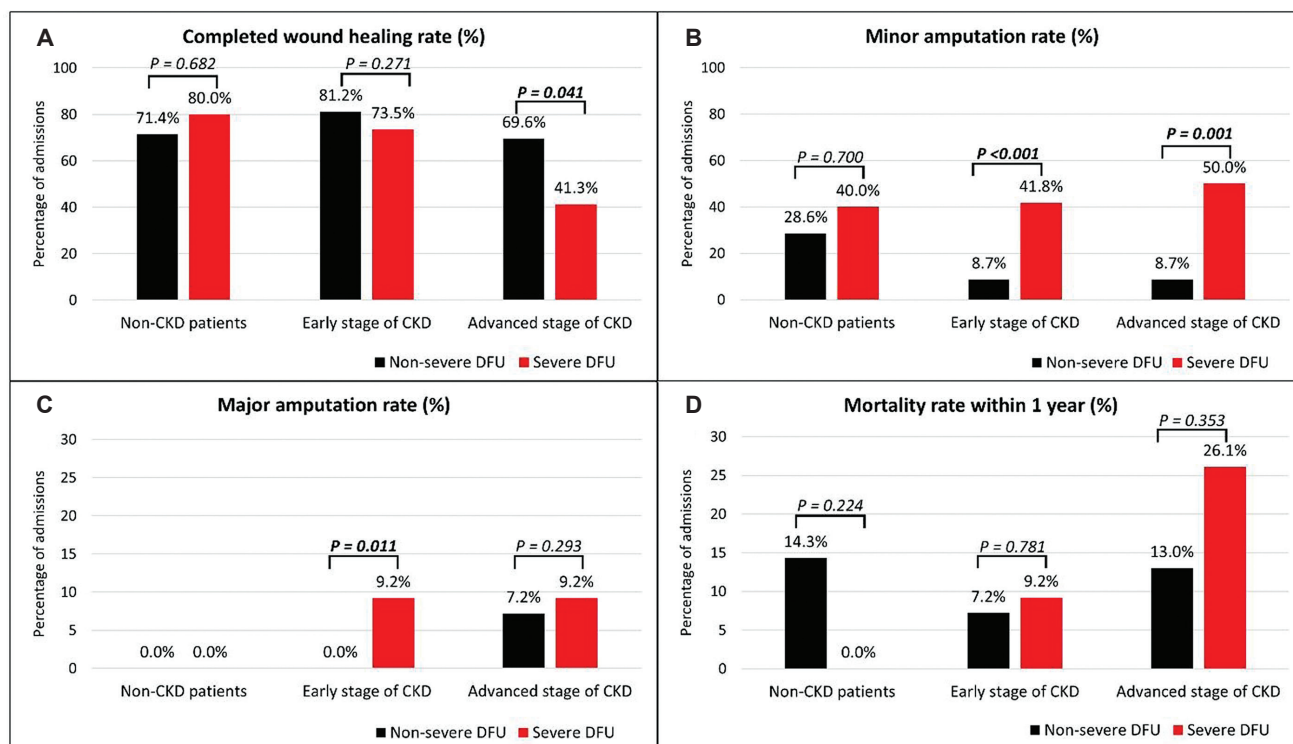 A
Completed wound healing rate (%)
Percentage of admissions
100
80
60
40
20
0
P = 0.682
71.4%
80.0%
P = 0.271
81.2%
73.5%
P = 0.041
69.6%
41.3%
Non-CKD patients
Early stage of CKD
Advanced stage of CKD
Non-severe DFU
Severe DFU
B
Minor amputation rate (%)
Percentage of admissions
100
80
60
40
20
0
P = 0.700
28.6%
40.0%
P <0.001
8.7%
41.8%
P = 0.001
8.7%
50.0%
Non-CKD patients
Early stage of CKD
Advanced stage of CKD
Non-severe DFU
Severe DFU
C
Major amputation rate (%)
Percentage of admissions
30
25
20
15
10
5
0
0.0%
0.0%
P = 0.011
0.0%
9.2%
P = 0.293
7.2%
9.2%
Non-CKD patients
Early stage of CKD
Advanced stage of CKD
Non-severe DFU
Severe DFU
D
Mortality rate within 1 year (%)
Percentage of admissions
30
25
20
15
10
5
0
P = 0.224
14.3%
0.0%
P = 0.781
7.2%
9.2%
P = 0.353
13.0%
26.1%
Non-CKD patients
Early stage of CKD
Advanced stage of CKD
Non-severe DFU
Severe DFU